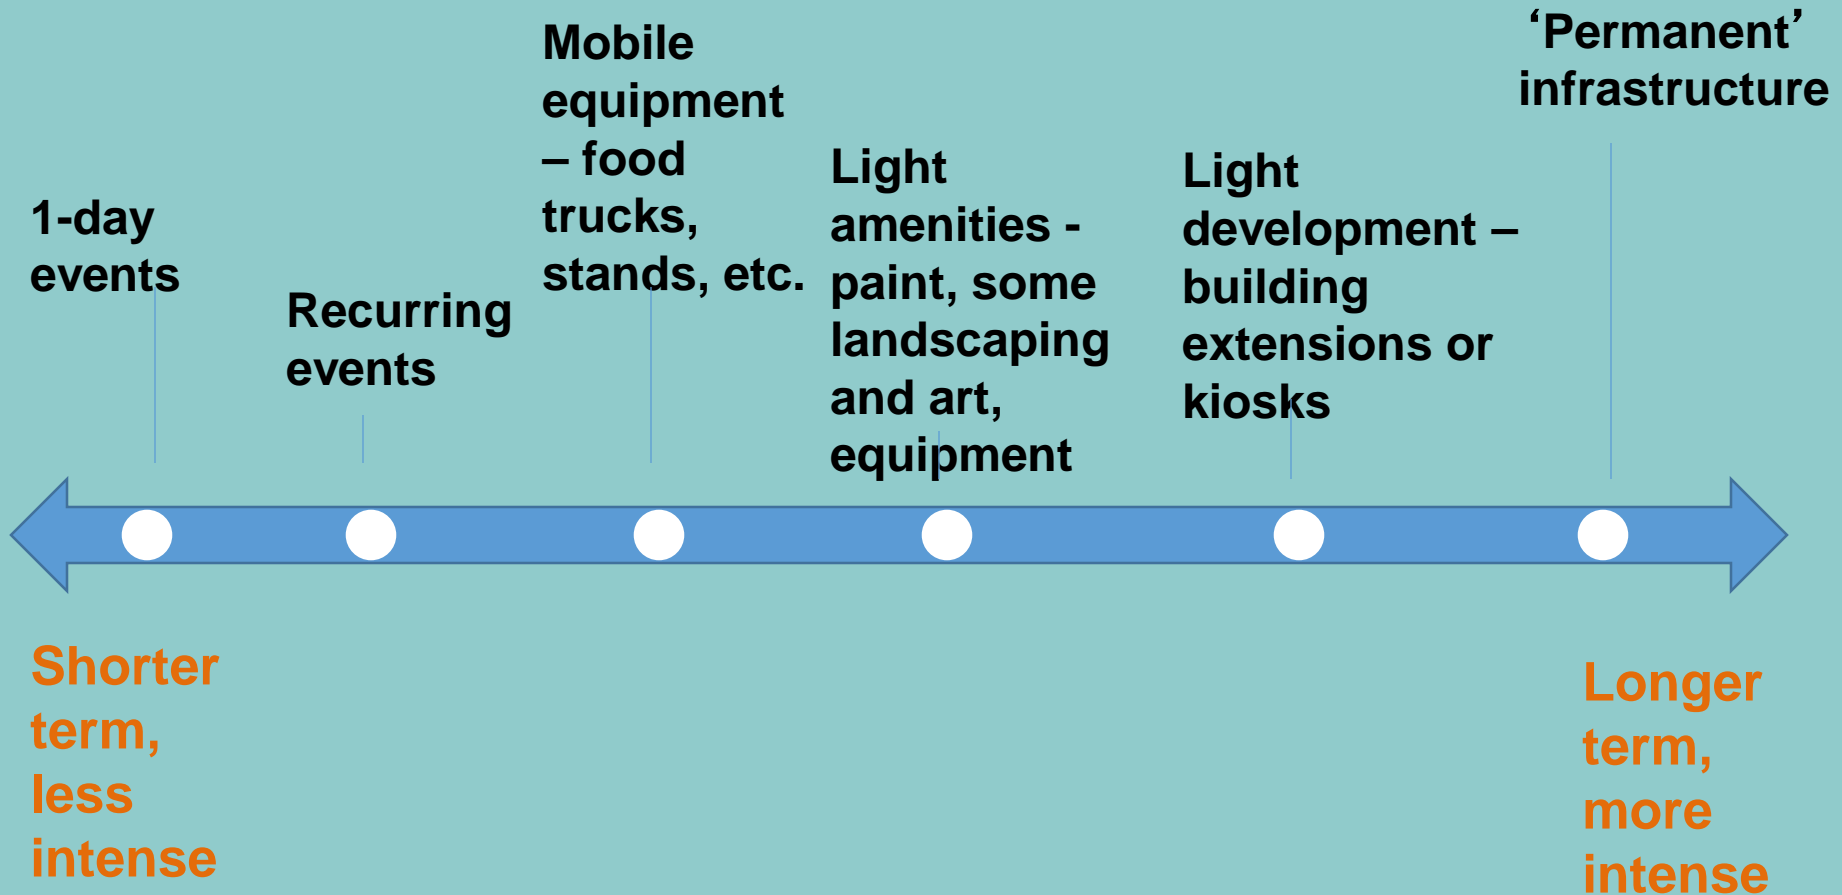 1-day
events
Recurring
events
Mobile
equipment
– food
trucks,
stands, etc.
Light
amenities -
paint, some
landscaping
and art,
equipment
Light
development –
building
extensions or
kiosks
‘Permanent’
infrastructure
Shorter
term,
less
intense
Longer
term,
more
intense